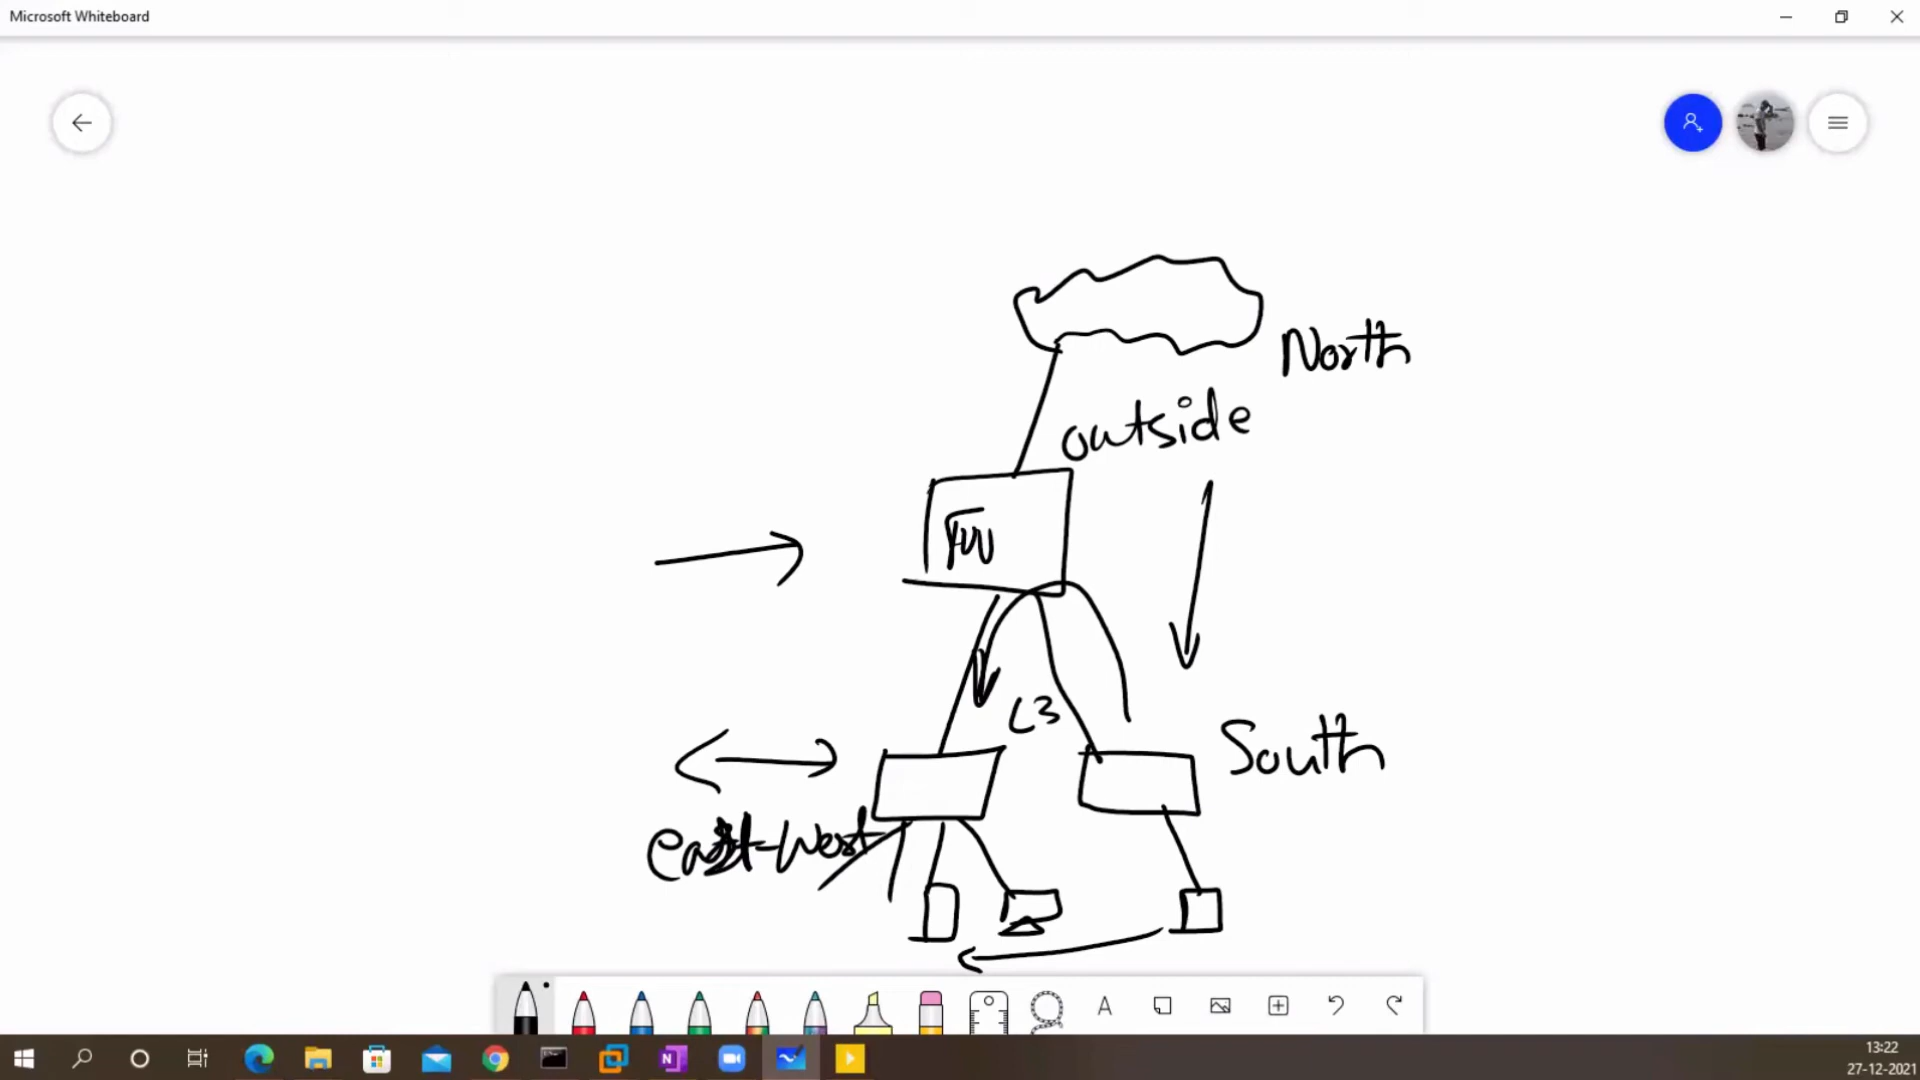 Microsoft Whiteboard
North
outside
FW
L3
South
east-west
A
N
13:22
27-12-2021